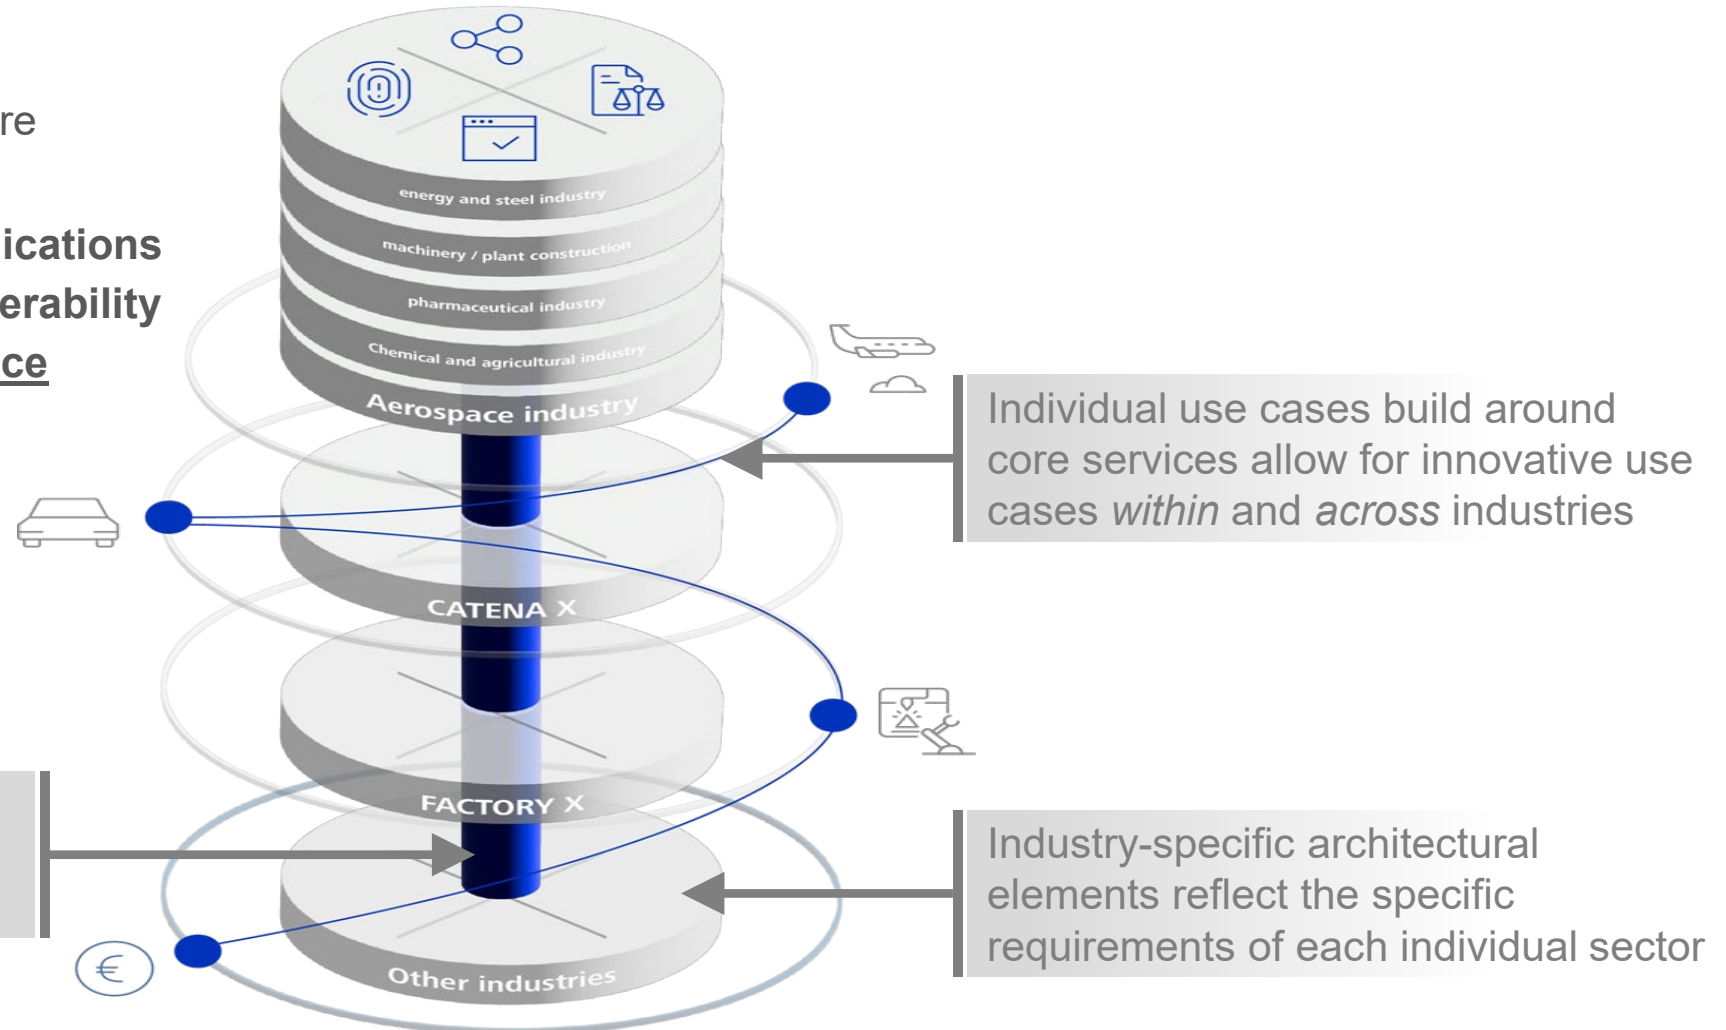 re
ications
erability
ce
energy and steel industry
machinery / plant construction
pharmaceutical industry
Chemical and agricultural industry
Aerospace industry
Individual use cases build around
core services allow for innovative use
cases within and across industries
CATENA X
FACTORY X
Industry-specific architectural
elements reflect the specific
requirements of each individual sector
€
Other industries